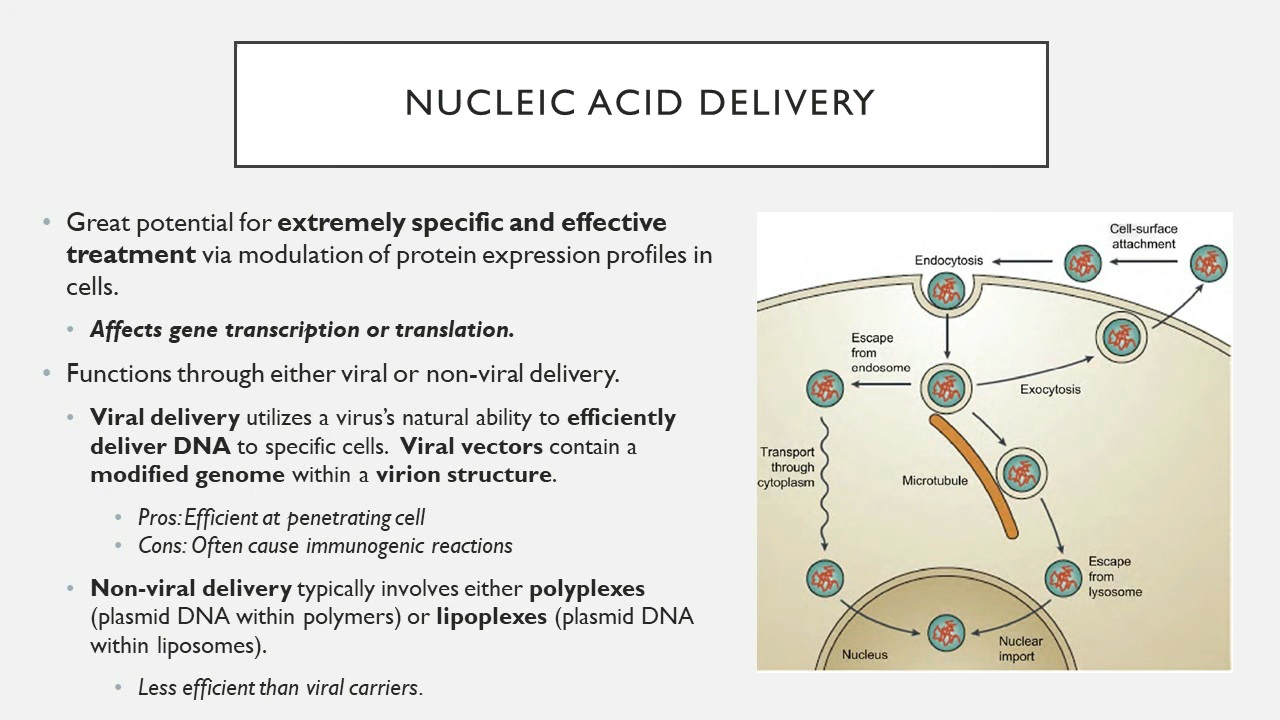 NUCLEIC ACID DELIVERY
• Great potential for extremely specific and effective
treatment via modulation of protein expression profiles in
cells.
• Affects gene transcription or translation.
• Functions through either viral or non-viral delivery.
• Viral delivery utilizes a virus's natural ability to efficiently
deliver DNA to specific cells.  Viral vectors contain a
modified genome within a virion structure.
• Pros: Efficient at penetrating cell
• Cons: Often cause immunogenic reactions
• Non-viral delivery typically involves either polyplexes
(plasmid DNA within polymers) or lipoplexes (plasmid DNA
within liposomes).
• Less efficient than viral carriers.
Cell-surface
attachment
Endocytosis
Escape
from
endosome
Exocytosis
Transport
through
cytoplasm
Microtubule
Escape
from
lysosome
Nuclear
import
Nucleus